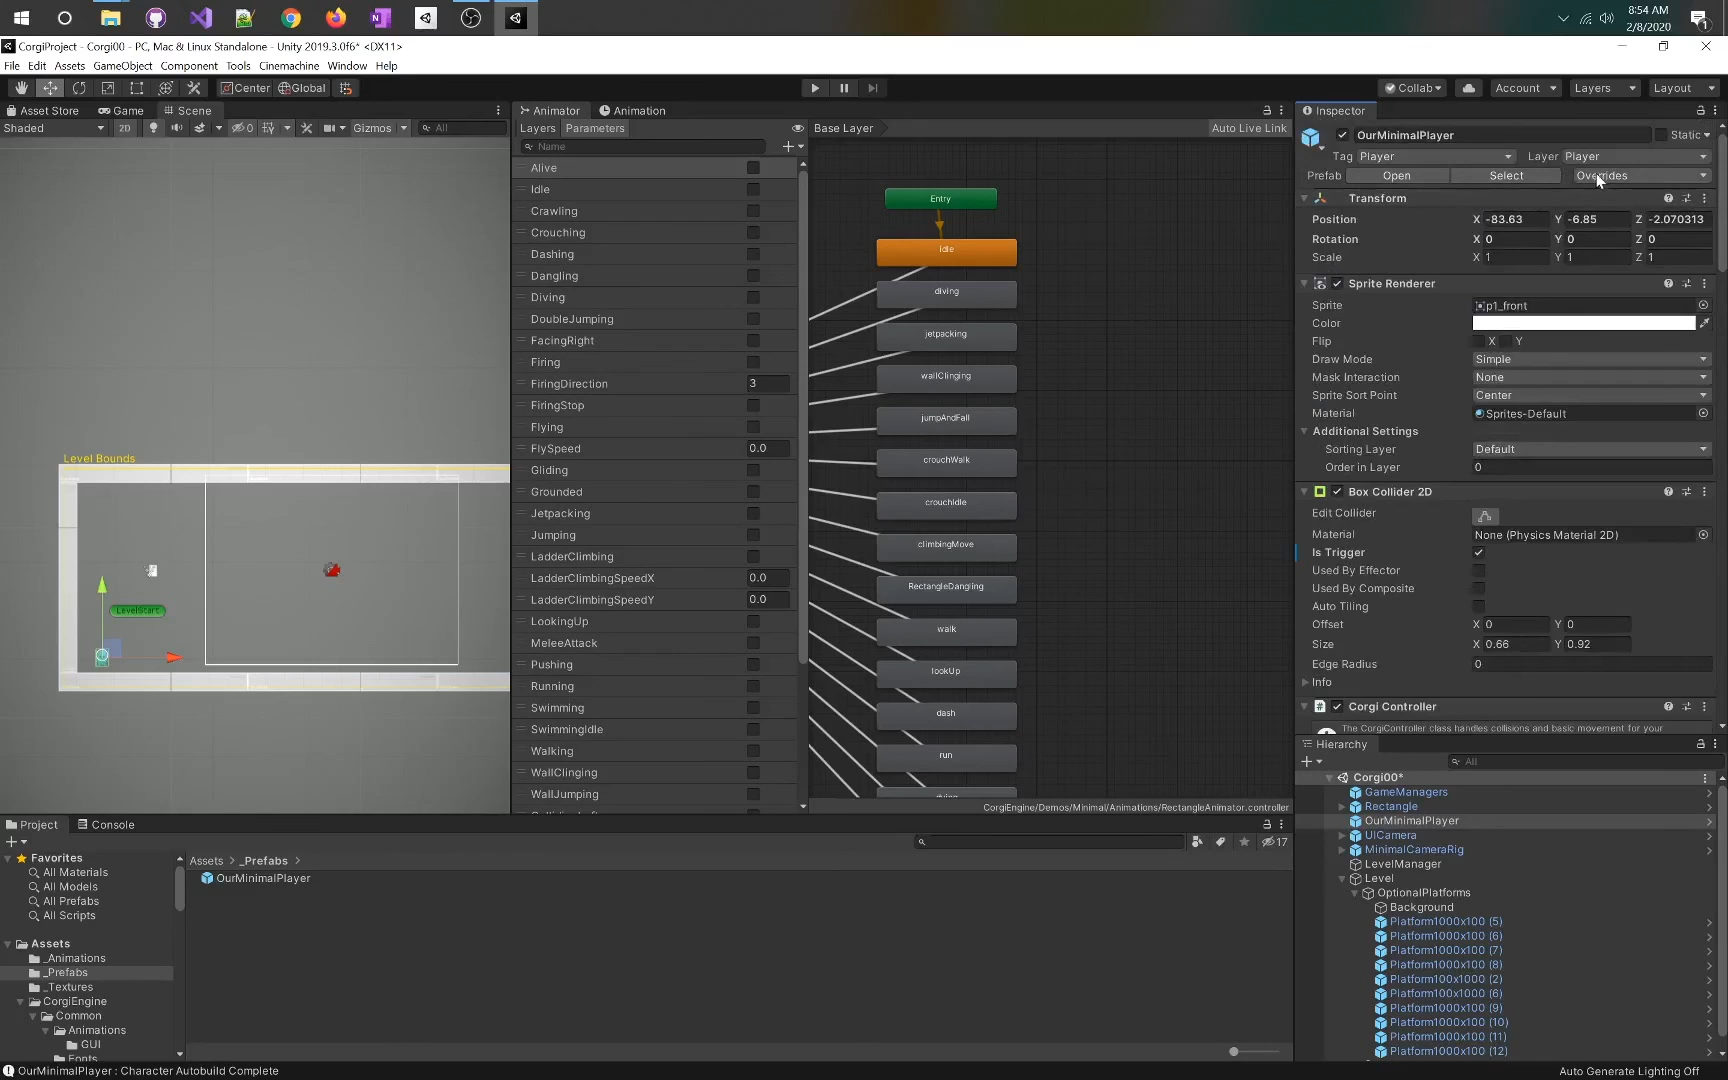 8:54 AM
2/8/2020
CorgiProject - Corgi00 - PC, Mac & Linux Standalone - Unity 2019.3.0f6* <DX11>
File Edit Assets GameObject Component Tools Cinemachine Window Help
Center Global Collab Account Layers Layout
Asset Store Game Scene
Shaded 2D 0 Gizmos All
Animator Animation
Layers Parameters Base Layer Auto Live Link
Name
Alive
Idle
Crawling
Crouching
Dashing
Dangling
Diving
DoubleJumping
FacingRight
Firing
FiringDirection 3
FiringStop
Flying
FlySpeed 0.0
Gliding
Grounded
Jetpacking
Jumping
LadderClimbing
LadderClimbingSpeedX 0.0
LadderClimbingSpeedY 0.0
LookingUp
MeleeAttack
Pushing
Running
Swimming
SwimmingIdle
Walking
WallClinging
WallJumping
Level Bounds
LevelStart
Entry
Idle
diving
jetpacking
wallClinging
jumpAndFall
crouchWalk
crouchIdle
climbingMove
RectangleDangling
walk
lookUp
dash
run
CorgiEngine/Demos/Minimal/Animations/RectangleAnimator.controller
Inspector
OurMinimalPlayer Static
Tag Player Layer Player
Prefab Open Select Overrides
Transform
Position X -83.63 Y -6.85 Z -2.070313
Rotation X 0 Y 0 Z 0
Scale X 1 Y 1 Z 1
Sprite Renderer
Sprite p1_front
Color
Flip X Y
Draw Mode Simple
Mask Interaction None
Sprite Sort Point Center
Material Sprites-Default
Additional Settings
Sorting Layer Default
Order in Layer 0
Box Collider 2D
Edit Collider
Material None (Physics Material 2D)
Is Trigger
Used By Effector
Used By Composite
Auto Tiling
Offset X 0 Y 0
Size X 0.66 Y 0.92
Edge Radius 0
Info
Corgi Controller
The CorgiController class handles collisions and basic movement for your
Hierarchy
All
Corgi00*
GameManagers
Rectangle
OurMinimalPlayer
UICamera
MinimalCameraRig
LevelManager
Level
OptionalPlatforms
Background
Platform1000x100 (5)
Platform1000x100 (6)
Platform1000x100 (7)
Platform1000x100 (8)
Platform100x1000 (2)
Platform100x1000 (6)
Platform1000x100 (9)
Platform1000x100 (10)
Platform1000x100 (11)
Platform1000x100 (12)
Project Console
17
Favorites
All Materials
All Models
All Prefabs
All Scripts
Assets
_Animations
_Prefabs
_Textures
CorgiEngine
Common
Animations
GUI
Fonts
Assets > _Prefabs >
OurMinimalPlayer
OurMinimalPlayer : Character Autobuild Complete
Auto Generate Lighting Off